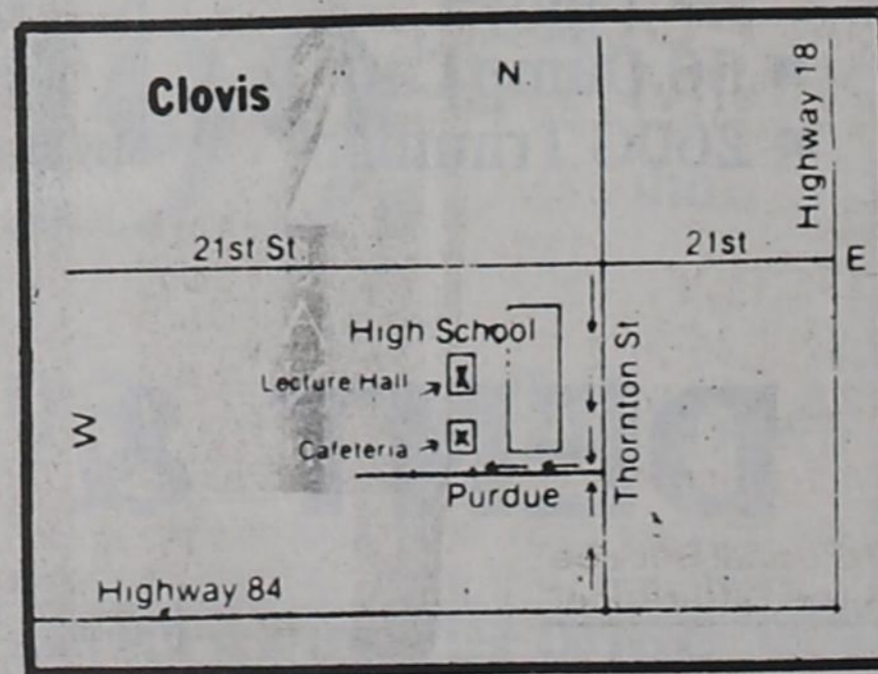 Clovis
N
Highway 18
21st St.
21st
E
High School
Lecture Hall
X
Thornton St.
W
Cafeteria
X
Purdue
Highway 84